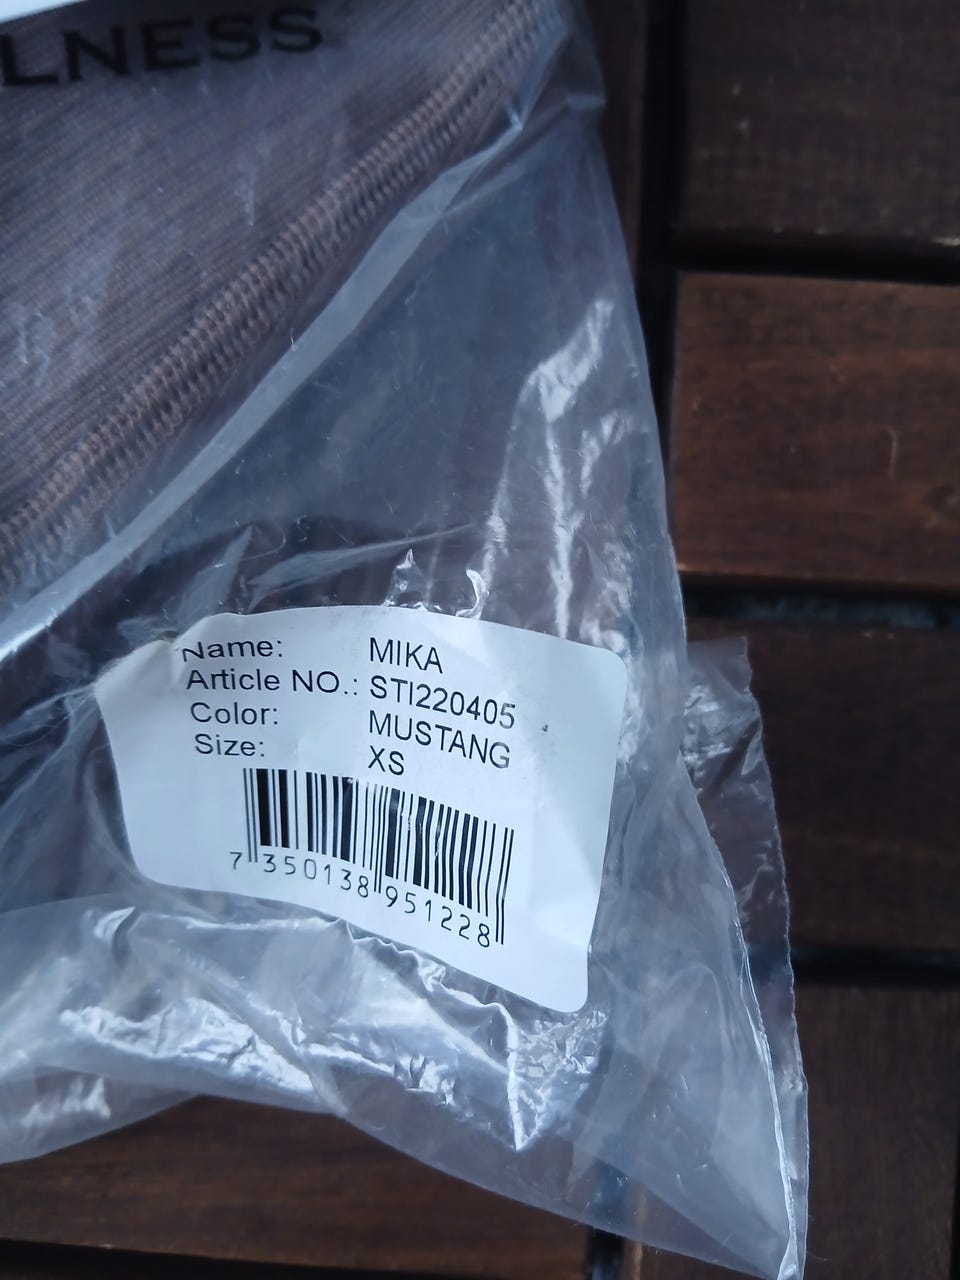 LNESS
Name: MIKA
Article NO.: STI220405
Color: MUSTANG
Size: XS
7 350138 951228